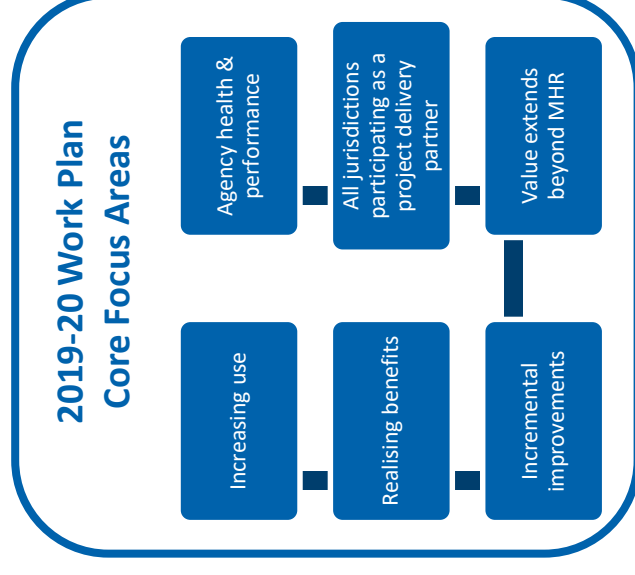 2019-20 Work Plan
Core Focus Areas
Increasing use
Realising benefits
Incremental
improvements
Value extends
beyond MHR
All jurisdictions
participating as a
project delivery
partner
Agency health &
performance